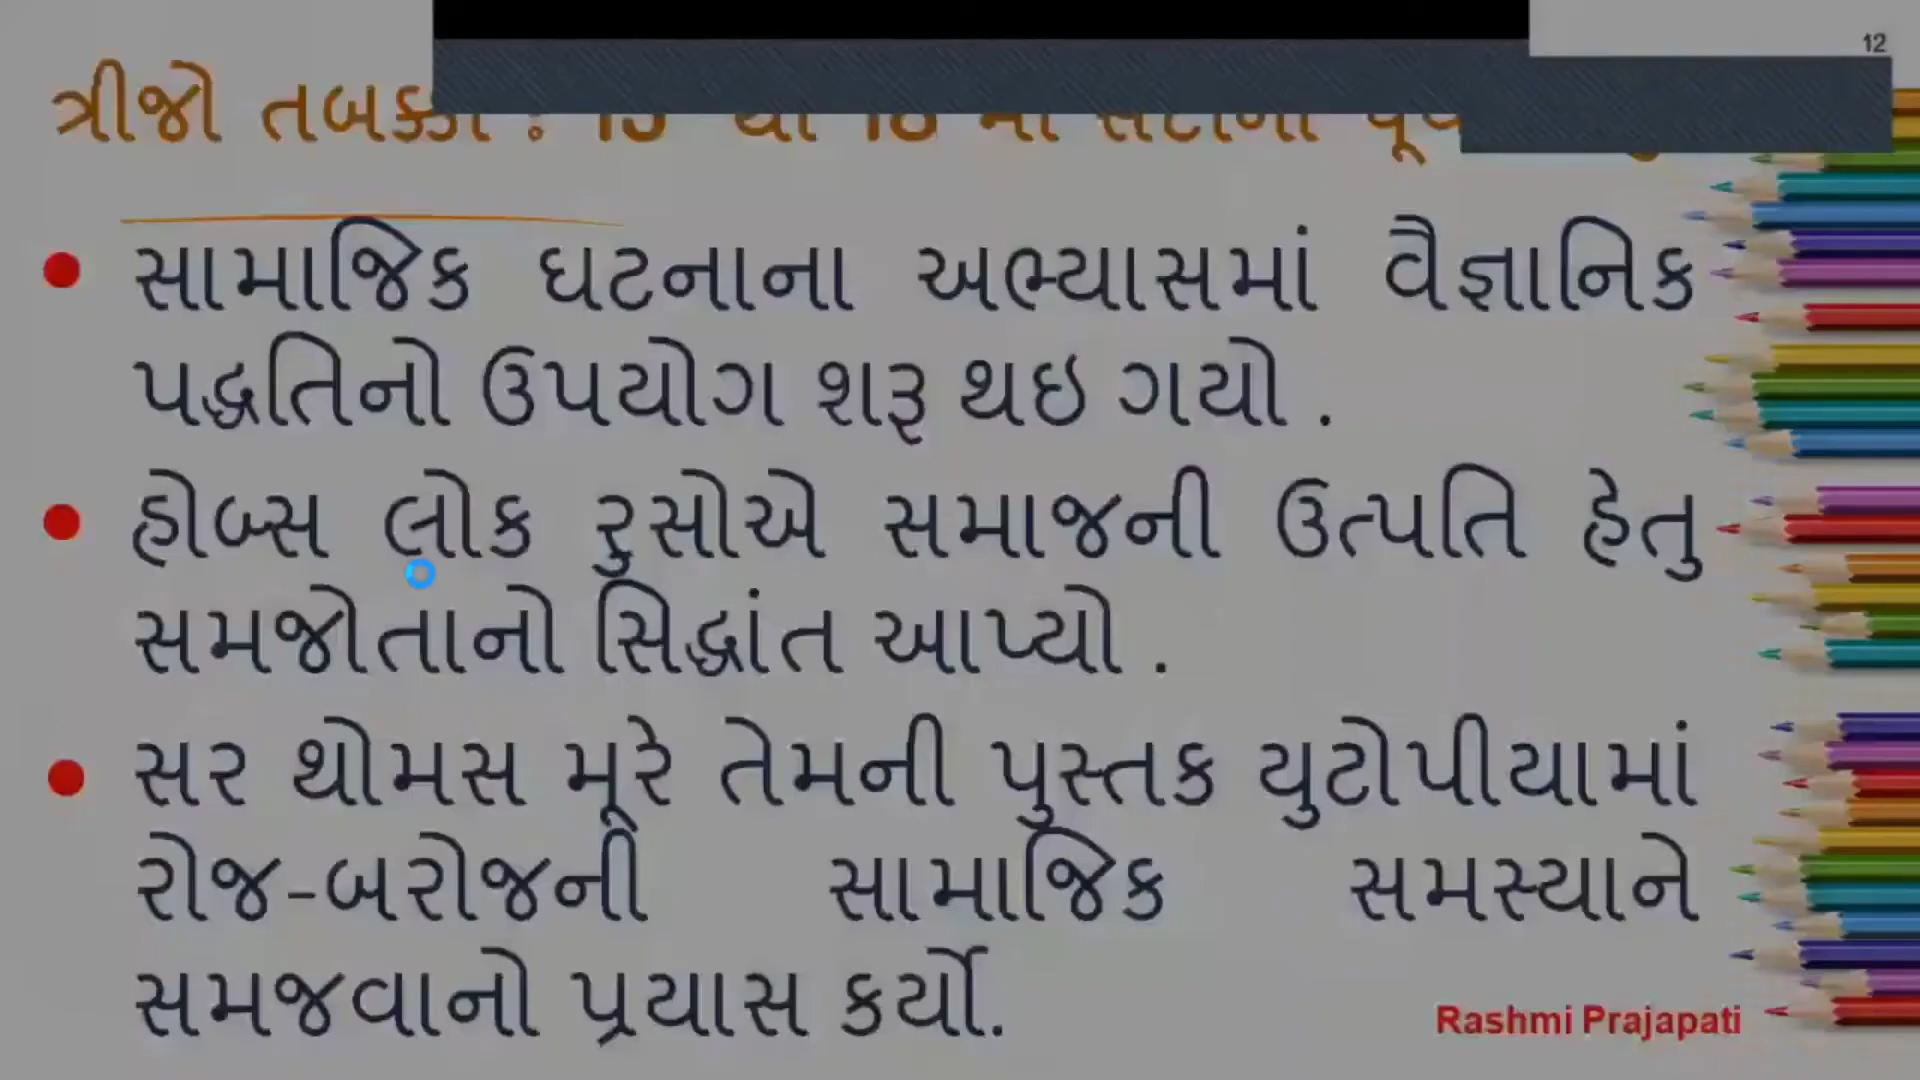 12
ત્રીજો તબક્કો :
સામાજિક ઘટનાના અભ્યાસમાં વૈજ્ઞાનિક
પદ્ધતિનો ઉપયોગ શરૂ થઇ ગયો .
હોબ્સ લોક રુસોએ સમાજની ઉત્પતિ હેતુ
સમજોતાનો સિદ્ધાંત આપ્યો .
સર થોમસ મૂરે તેમની પુસ્તક યુટોપીયામાં
રોજ-બરોજની સામાજિક સમસ્યાને
સમજવાનો પ્રયાસ કર્યો.
Rashmi Prajapati